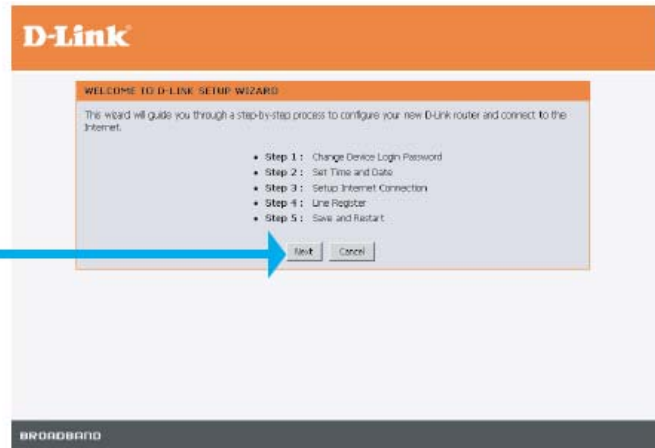 D-Link
WELCOME TO D-LINK SETUP WIZARD
This wizard will guide you through a step-by-step process to configure your new D-Link router and connect to the
Internet.
• Step 1 : Change Device Login Password
• Step 2 : Set Time and Date
• Step 3 : Setup Internet Connection
• Step 4 : Line Register
• Step 5 : Save and Restart
Next Cancel
BROADBAND